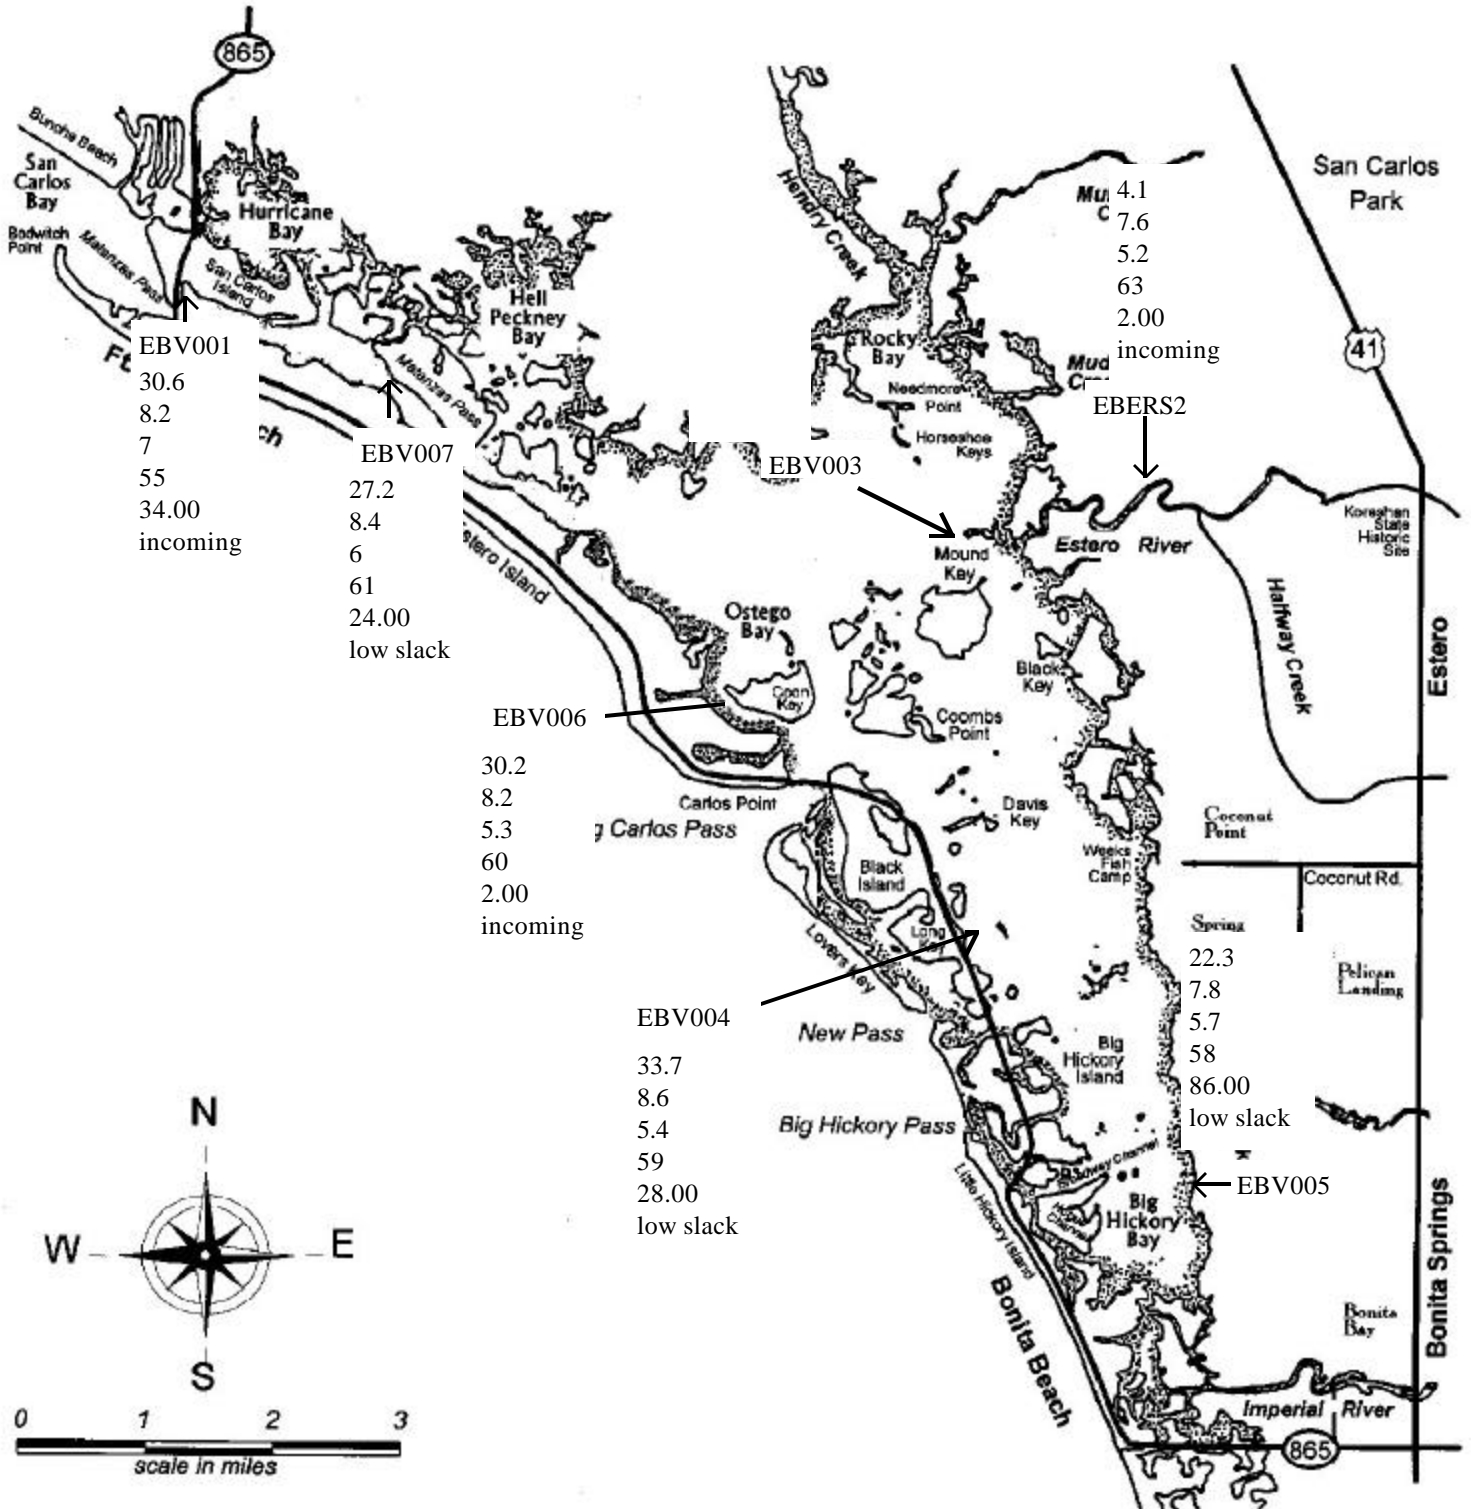 865
Bunche Beach
San
Carlos
Bay
Bodwitch
Point
Matanzas Pass
Hurricane
Bay
San Carlos
Island
Hell
Peckney
Bay
Matanzas Pass
Hendry Creek
Rocky
Bay
Needmore
Point
Horseshoe
Keys
San Carlos
Park
41
4.1
7.6
5.2
63
2.00
incoming
EBERS2
EBV001
30.6
8.2
7
55
34.00
incoming
EBV007
27.2
8.4
6
61
24.00
low slack
EBV003
Mound
Key
Estero River
Koreshan
State
Historic
Site
Halfway Creek
Estero
stero Island
Ostego
Bay
Coon
Key
Black
Key
Coombs
Point
EBV006
30.2
8.2
5.3
60
2.00
incoming
Carlos Point
g Carlos Pass
Davis
Key
Weeks
Fish
Camp
Coconut
Point
Coconut Rd.
Black
Island
Long
Key
Lovers Key
Spring
22.3
7.8
5.7
58
86.00
low slack
Pelican
Landing
EBV004
33.7
8.6
5.4
59
28.00
low slack
New Pass
Big
Hickory
Island
Big Hickory Pass
Little Hickory Island
Channel
Big
Hickory
Bay
EBV005
Bonita Springs
Bonita
Bay
Bonita Beach
Imperial River
865
N
W
E
S
0 1 2 3
scale in miles